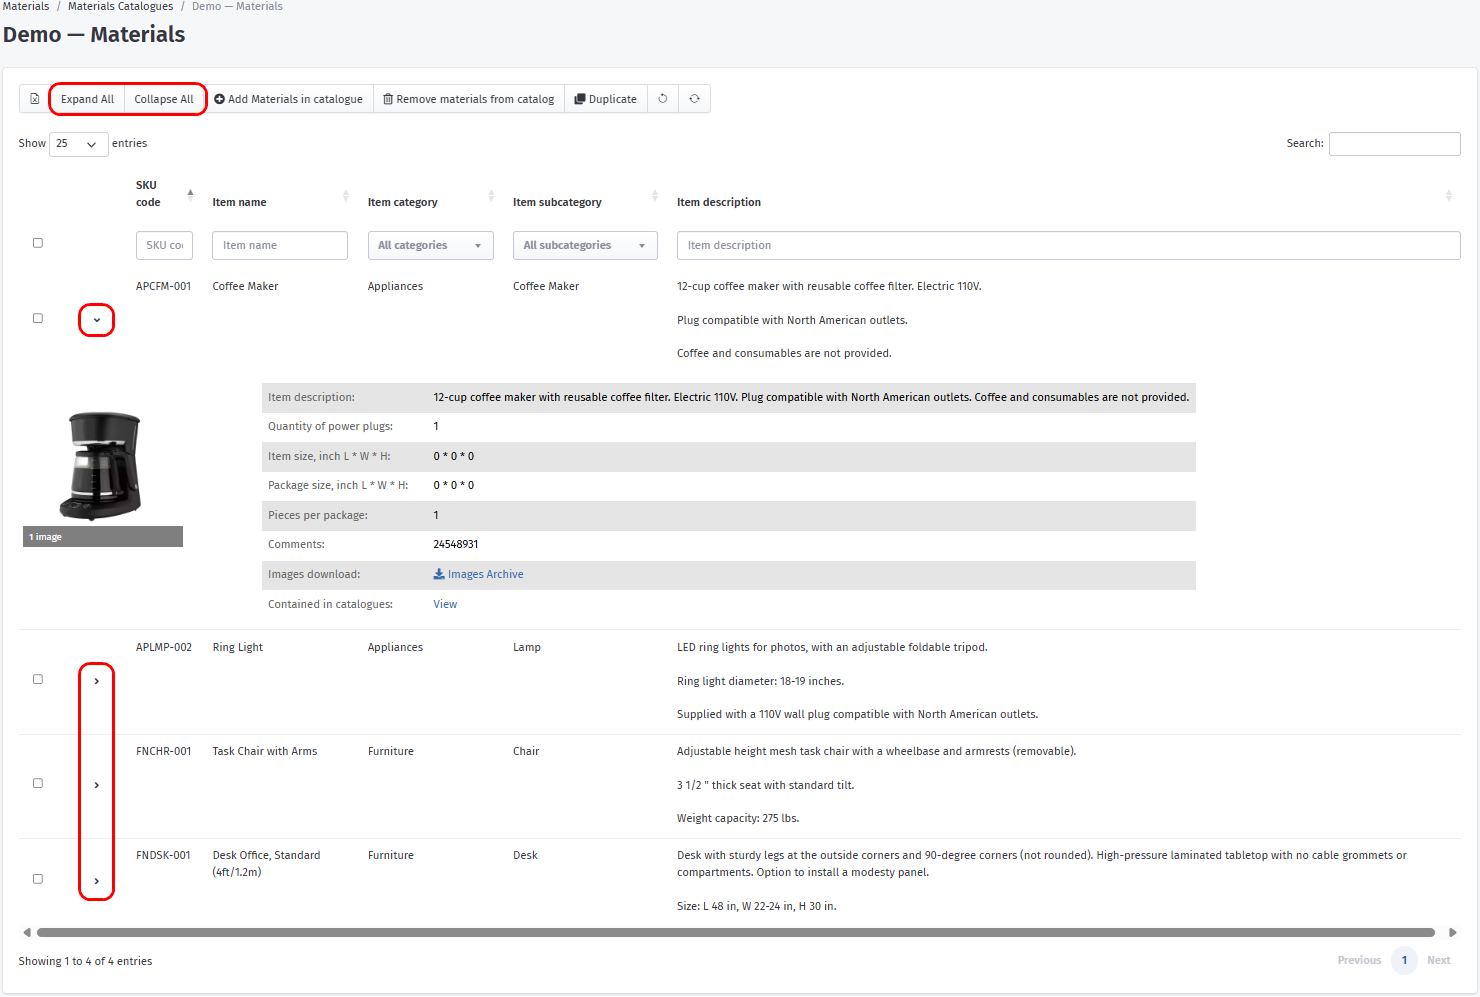 Materials / Materials Catalogues / Demo — Materials
Demo — Materials
Expand All Collapse All Add Materials in catalogue Remove materials from catalog Duplicate
Show 25 entries Search:
SKU code Item name Item category Item subcategory Item description
SKU co Item name All categories All subcategories Item description
APCFM-001 Coffee Maker Appliances Coffee Maker 12-cup coffee maker with reusable coffee filter. Electric 110V.
Plug compatible with North American outlets.
Coffee and consumables are not provided.
Item description: 12-cup coffee maker with reusable coffee filter. Electric 110V. Plug compatible with North American outlets. Coffee and consumables are not provided.
Quantity of power plugs: 1
Item size, inch L * W * H: 0 * 0 * 0
Package size, inch L * W * H: 0 * 0 * 0
Pieces per package: 1
1 image
Comments: 24548931
Images download: Images Archive
Contained in catalogues: View
APLMP-002 Ring Light Appliances Lamp LED ring lights for photos, with an adjustable foldable tripod.
Ring light diameter: 18-19 inches.
Supplied with a 110V wall plug compatible with North American outlets.
FNCHR-001 Task Chair with Arms Furniture Chair Adjustable height mesh task chair with a wheelbase and armrests (removable).
3 1/2 " thick seat with standard tilt.
Weight capacity: 275 lbs.
FNDSK-001 Desk Office, Standard Furniture Desk Desk with sturdy legs at the outside corners and 90-degree corners (not rounded). High-pressure laminated tabletop with no cable grommets or
(4ft/1.2m) compartments. Option to install a modesty panel.
Size: L 48 in, W 22-24 in, H 30 in.
Showing 1 to 4 of 4 entries Previous 1 Next